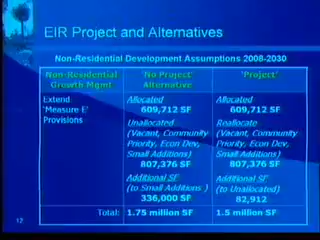 EIR Project and Alternatives
Non-Residential Development Assumptions 2008-2030
Non-Residential
Growth Mgmt
'No Project'
Alternative
'Project'
Extend
'Measure E'
Provisions
Allocated
609,712 SF
Unallocated
(Vacant, Community
Priority, Econ Dev,
Small Additions)
807,376 SF
Additional SF
(to Small Additions )
336,000 SF
Allocated
609,712 SF
Reallocate
(Vacant, Community
Priority, Econ Dev,
Small Additions)
807,376 SF
Additional SF
(to Unallocated)
82,912
Total:
1.75 million SF
1.5 million SF
12